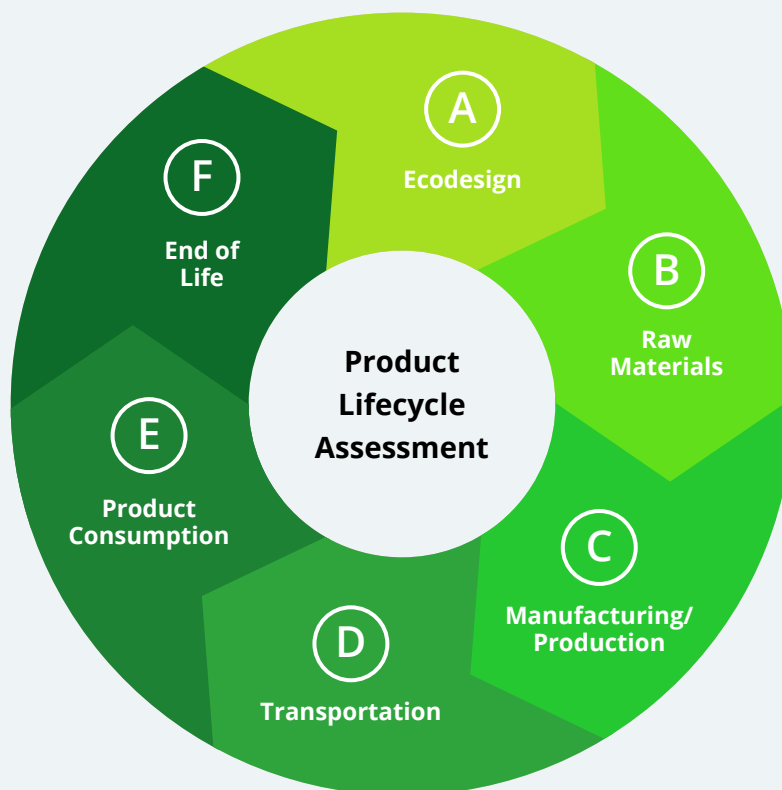 A
Ecodesign
B
Raw
Materials
C
Manufacturing/
Production
D
Transportation
E
Product
Consumption
F
End of
Life
Product
Lifecycle
Assessment